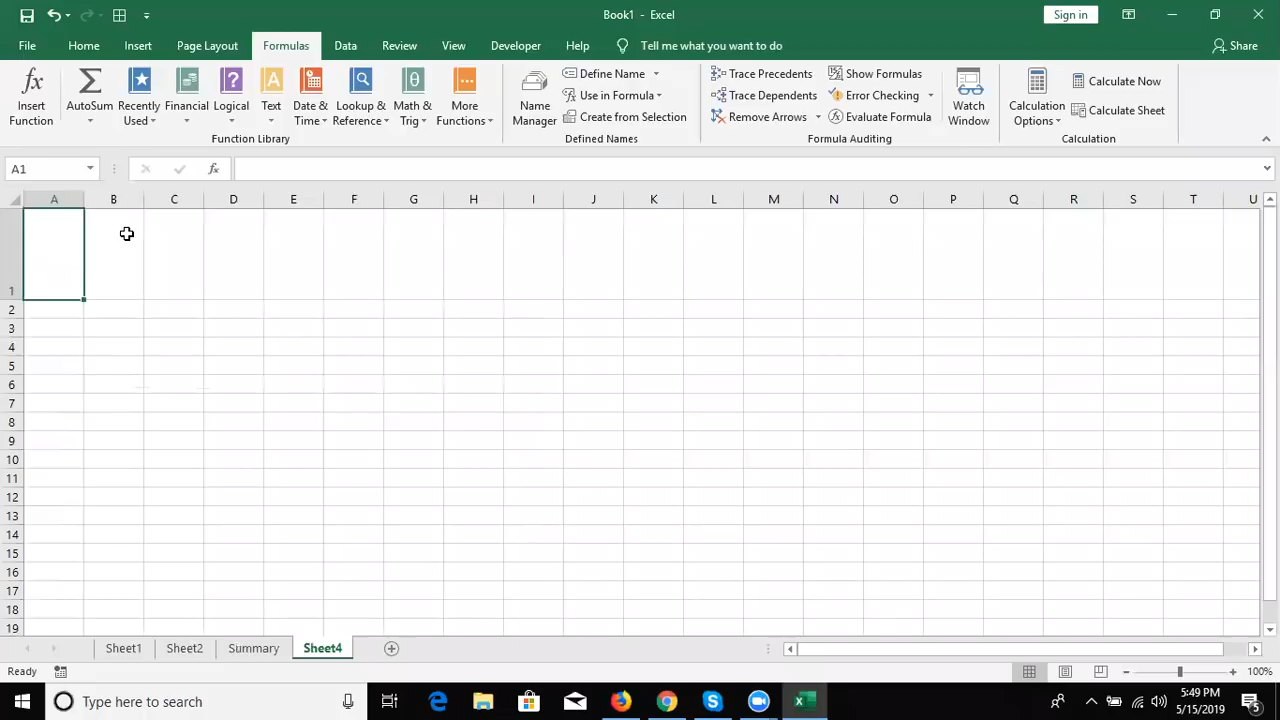 Book1 - Excel
Sign in
File Home Insert Page Layout Formulas Data Review View Developer Help Tell me what you want to do Share
Insert Function
AutoSum
Recently Used
Financial
Logical
Text
Date & Time
Lookup & Reference
Math & Trig
More Functions
Function Library
Name Manager
Define Name
Use in Formula
Create from Selection
Defined Names
Trace Precedents
Trace Dependents
Remove Arrows
Show Formulas
Error Checking
Evaluate Formula
Formula Auditing
Watch Window
Calculation Options
Calculate Now
Calculate Sheet
Calculation
A1
fx
A B C D E F G H I J K L M N O P Q R S T U
1
2
3
4
5
6
7
8
9
10
11
12
13
14
15
16
17
18
19
Sheet1 Sheet2 Summary Sheet4
Ready
100%
Type here to search
5:49 PM
5/15/2019
5